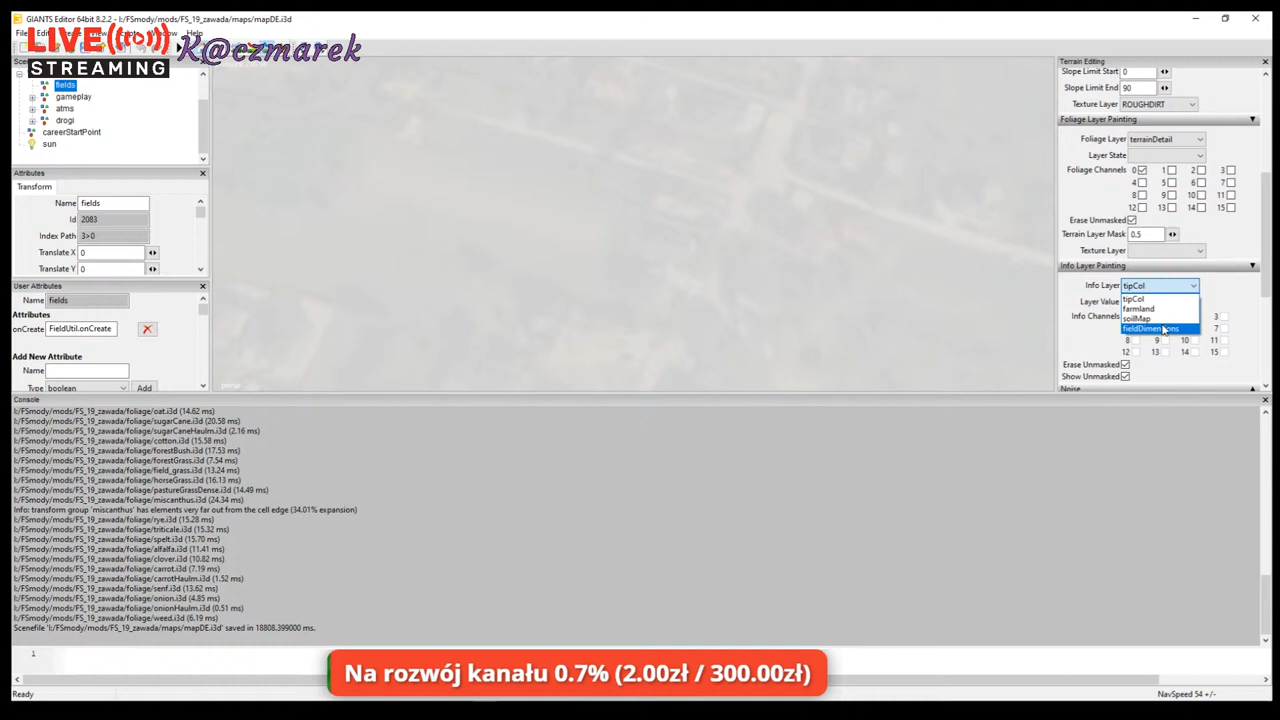 GIANTS Editor 64bit 8.2.2 - I:/FSmody/mods/FS_19_zawada/maps/mapDE.i3d
LIVE
STREAMING
K@czmarek
Help
fields
gameplay
atms
drogi
careerStartPoint
sun
Attributes
Transform
Name fields
Id 2083
Index Path 3>0
Translate X 0
Translate Y 0
User Attributes
Name fields
Attributes
onCreate FieldUtil.onCreate
Add New Attribute
Name
Type boolean Add
Terrain Editing
Slope Limit Start 0
Slope Limit End 90
Texture Layer ROUGHDIRT
Foliage Layer Painting
Foliage Layer terrainDetail
Layer State
Foliage Channels 0 1 2 3
4 5 6 7
8 9 10 11
12 13 14 15
Erase Unmasked
Terrain Layer Mask 0.5
Texture Layer
Info Layer Painting
Info Layer tipCol
tipCol
Layer Value farmland
Info Channels soilMap 3
fieldDimensions 7
8 9 10 11
12 13 14 15
Erase Unmasked
Show Unmasked
Noise
Console
I:/FSmody/mods/FS_19_zawada/foliage/oat.i3d (14.62 ms)
I:/FSmody/mods/FS_19_zawada/foliage/sugarCane.i3d (20.58 ms)
I:/FSmody/mods/FS_19_zawada/foliage/sugarCaneHaulm.i3d (2.16 ms)
I:/FSmody/mods/FS_19_zawada/foliage/cotton.i3d (15.58 ms)
I:/FSmody/mods/FS_19_zawada/foliage/forestBush.i3d (17.53 ms)
I:/FSmody/mods/FS_19_zawada/foliage/forestGrass.i3d (7.54 ms)
I:/FSmody/mods/FS_19_zawada/foliage/field_grass.i3d (13.24 ms)
I:/FSmody/mods/FS_19_zawada/foliage/horseGrass.i3d (16.13 ms)
I:/FSmody/mods/FS_19_zawada/foliage/pastureGrassDense.i3d (14.49 ms)
I:/FSmody/mods/FS_19_zawada/foliage/miscanthus.i3d (24.34 ms)
Info: transform group 'miscanthus' has elements very far out from the cell edge (34.01% expansion)
I:/FSmody/mods/FS_19_zawada/foliage/rye.i3d (15.28 ms)
I:/FSmody/mods/FS_19_zawada/foliage/triticale.i3d (15.32 ms)
I:/FSmody/mods/FS_19_zawada/foliage/spelt.i3d (15.70 ms)
I:/FSmody/mods/FS_19_zawada/foliage/alfalfa.i3d (11.41 ms)
I:/FSmody/mods/FS_19_zawada/foliage/clover.i3d (10.82 ms)
I:/FSmody/mods/FS_19_zawada/foliage/carrot.i3d (7.19 ms)
I:/FSmody/mods/FS_19_zawada/foliage/carrotHaulm.i3d (1.52 ms)
I:/FSmody/mods/FS_19_zawada/foliage/senf.i3d (13.62 ms)
I:/FSmody/mods/FS_19_zawada/foliage/onion.i3d (4.85 ms)
I:/FSmody/mods/FS_19_zawada/foliage/onionHaulm.i3d (0.51 ms)
I:/FSmody/mods/FS_19_zawada/foliage/weed.i3d (6.19 ms)
Scenefile 'I:/FSmody/mods/FS_19_zawada/maps/mapDE.i3d' saved in 18808.399000 ms.
1
Na rozwój kanału 0.7% (2.00zł / 300.00zł)
Ready NavSpeed 54 +/-